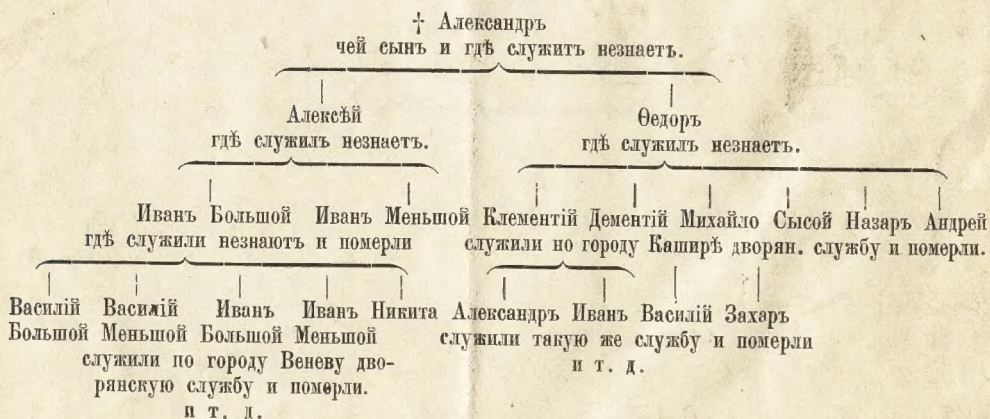 † Александръ
чей сынъ и гдѣ служитъ незнаетъ.
Алексѣй
гдѣ служилъ незнаетъ.
Ѳедоръ
гдѣ служилъ незнаетъ.
Иванъ Большой Иванъ Меньшой
гдѣ служили незнаютъ и померли
Клементій Дементій Михайло Сысой Назаръ Андрей
служили но городу Каширѣ дворян. службу и померли.
Василій Василій Иванъ Иванъ Никита
Большой Меньшой Большой Меньшой
служили по городу Веневу дво-
рянскую службу и померли.
и т. д.
Александръ Иванъ Василій Захаръ
служили такую же службу и померли
и т. д.